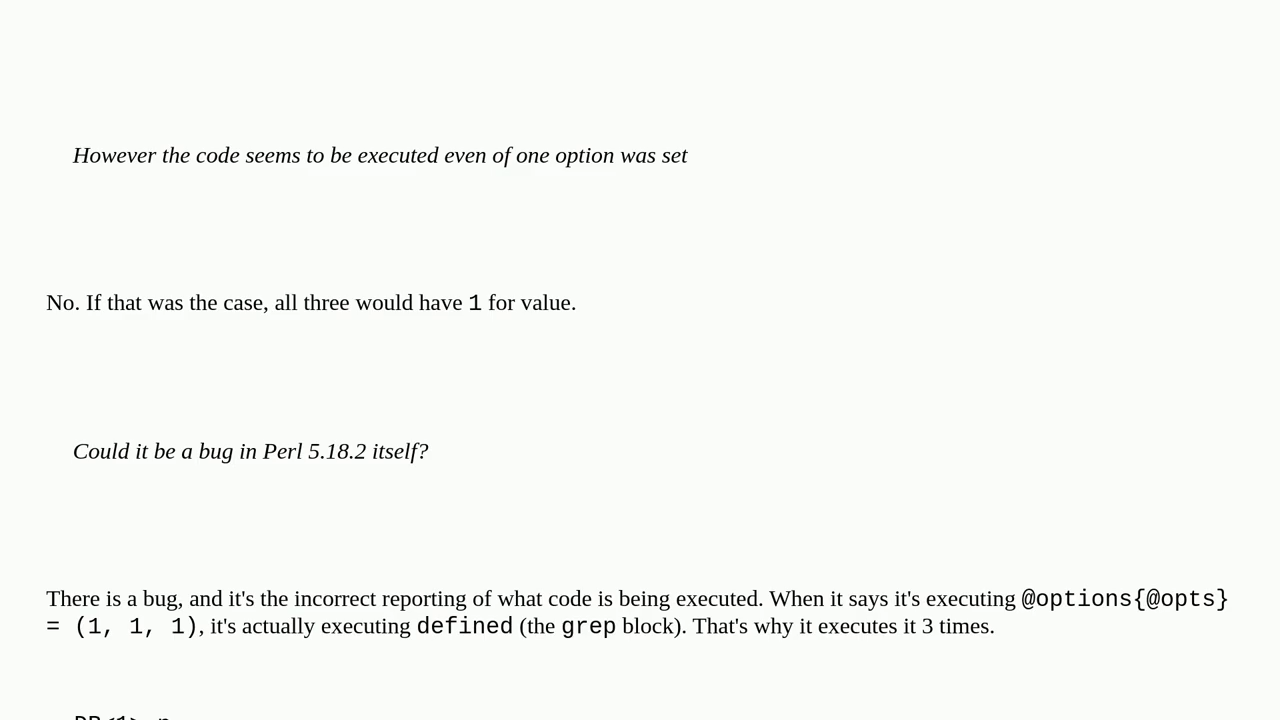 However the code seems to be executed even of one option was set
No. If that was the case, all three would have 1 for value.
Could it be a bug in Perl 5.18.2 itself?
There is a bug, and it's the incorrect reporting of what code is being executed. When it says it's executing @options{@opts}
= (1, 1, 1), it's actually executing defined (the grep block). That's why it executes it 3 times.